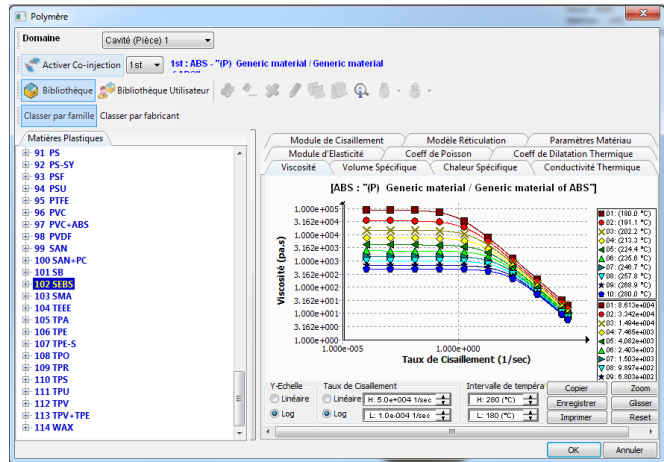 Polymère
Domaine
Cavité (Pièce) 1
Activer Co-injection
1st
1st : ABS - "(P) Generic material / Generic material
Bibliothèque
Bibliothèque Utilisateur
Classer par famille
Classer par fabricant
Matières Plastiques
91 PS
92 PS-SY
93 PSF
94 PSU
95 PTFE
96 PVC
97 PVC+ABS
98 PVDF
99 SAN
100 SAN+PC
101 SB
102 SEBS
103 SMA
104 TEEE
105 TPA
106 TPE
107 TPE-S
108 TPO
109 TPR
110 TPS
111 TPU
112 TPV
113 TPV+TPE
114 WAX
Module de Cisaillement
Modèle Réticulation
Paramètres Matériau
Module d'Elasticité
Coeff de Poisson
Coeff de Dilatation Thermique
Viscosité
Volume Spécifique
Chaleur Spécifique
Conductivité Thermique
[ABS : "(P) Generic material / Generic material of ABS"]
Viscosité (pa.s)
1.000e+005
3.162e+004
1.000e+004
3.162e+003
1.000e+003
3.162e+002
1.000e+002
3.162e+001
1.000e+001
3.162e+000
1.000e+000
1.000e-005
1.000e+000
Taux de Cisaillement (1/sec)
01: (180.0 °C)
02: (191.1 °C)
03: (202.2 °C)
04: (213.3 °C)
05: (224.4 °C)
06: (235.6 °C)
07: (246.7 °C)
08: (257.8 °C)
09: (268.9 °C)
10: (280.0 °C)
01: 8.613e+004
02: 3.342e+004
03: 1.494e+004
04: 7.465e+003
05: 4.082e+003
06: 2.403e+003
07: 1.503e+003
08: 9.897e+002
09: 6.803e+002
Y-Echelle
Linéaire
Log
Taux de Cisaillement
Linéaire
H: 5.0e+004 1/sec
Log
L: 1.0e-004 1/sec
Intervalle de tempéra
H: 280 (°C)
L: 180 (°C)
Copier
Zoom
Enregistrer
Glisser
Imprimer
Reset
OK
Annuler